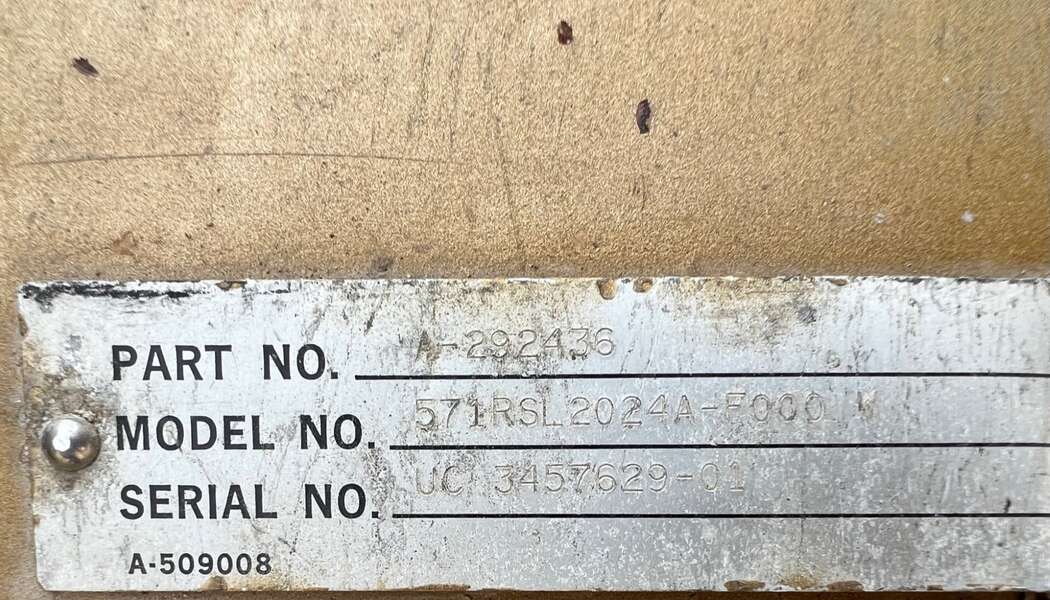 PART NO. A-292436
MODEL NO. 571RSL2024A-F000 M
SERIAL NO. UC 3457629-01
A-509008